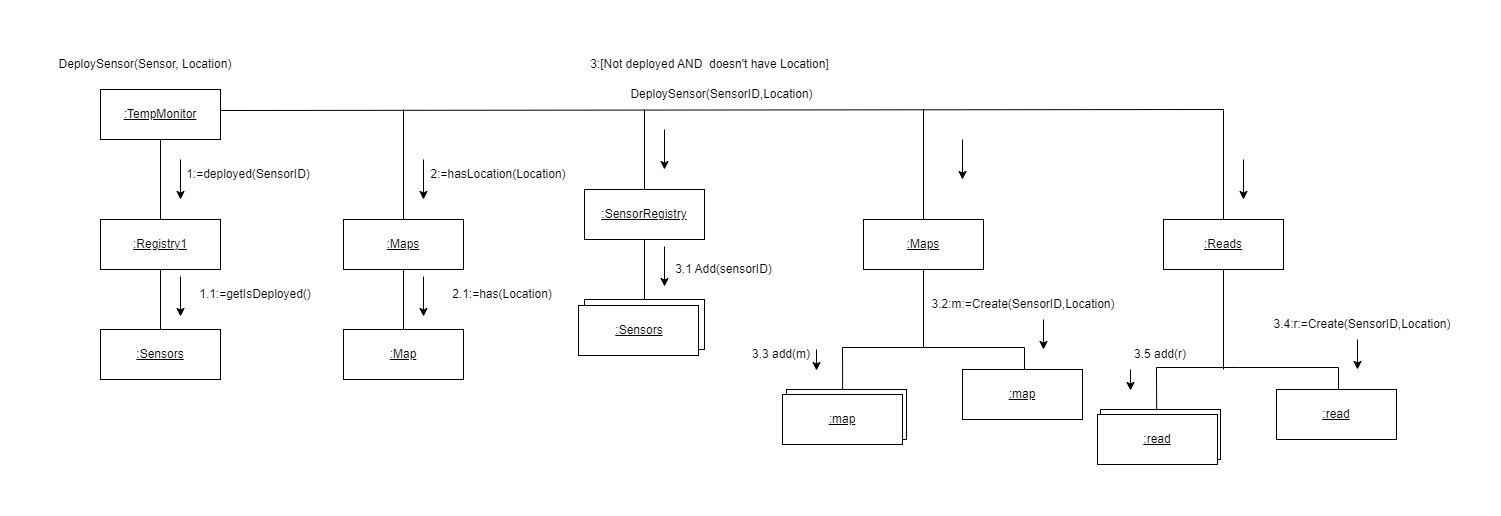 DeploySensor(Sensor, Location)
3:[Not deployed AND  doesn't have Location]
DeploySensor(SensorID,Location)
:TempMonitor
1:=deployed(SensorID)
2:=hasLocation(Location)
:SensorRegistry
:Registry1
:Maps
:Maps
:Reads
3.1 Add(sensorID)
1.1:=getIsDeployed()
2.1:=has(Location)
3.2:m:=Create(SensorID,Location)
3.4:r:=Create(SensorID,Location)
:Sensors
:Sensors
:Map
3.3 add(m)
3.5 add(r)
:map
:map
:read
:read